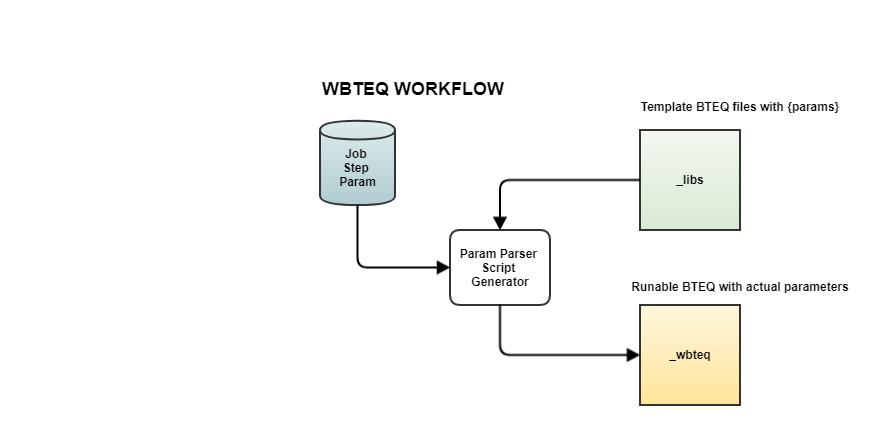 WBTEQ WORKFLOW
Template BTEQ files with {params}
Job
Step
Param
_libs
Param Parser
Script
Generator
Runable BTEQ with actual parameters
_wbteq